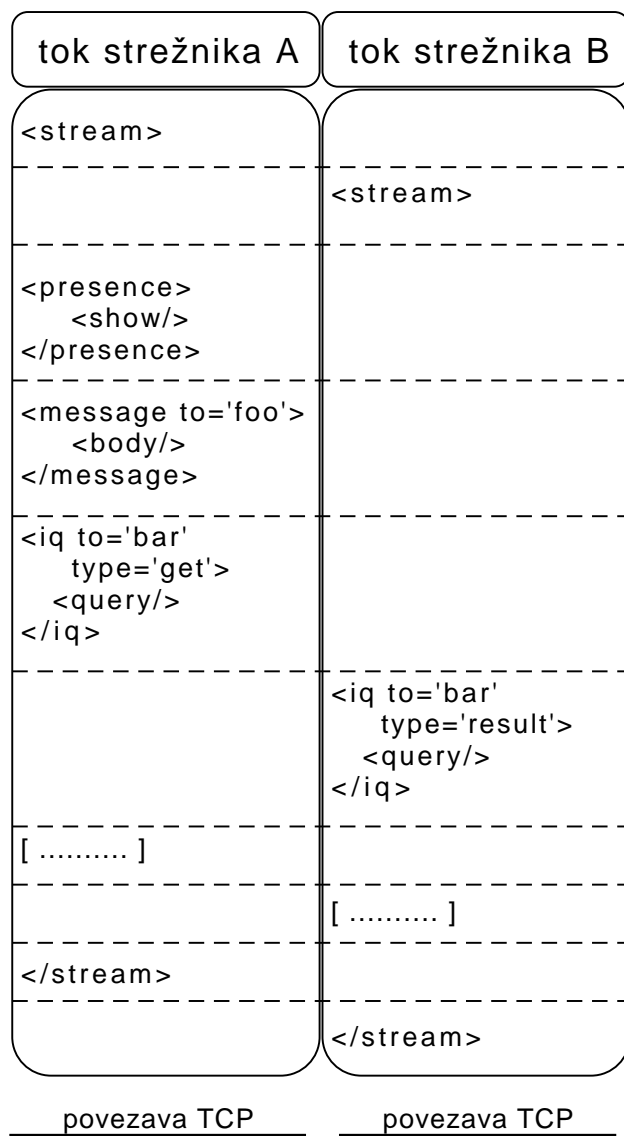 tok strežnika A
tok strežnika B
<stream>
<stream>
<presence>
<show/>
</presence>
<message to='foo'>
<body/>
</message>
<iq to='bar'
type='get'>
<query/>
</iq>
<iq to='bar'
type='result'>
<query/>
</iq>
[ .......... ]
[ .......... ]
</stream>
</stream>
povezava TCP
povezava TCP